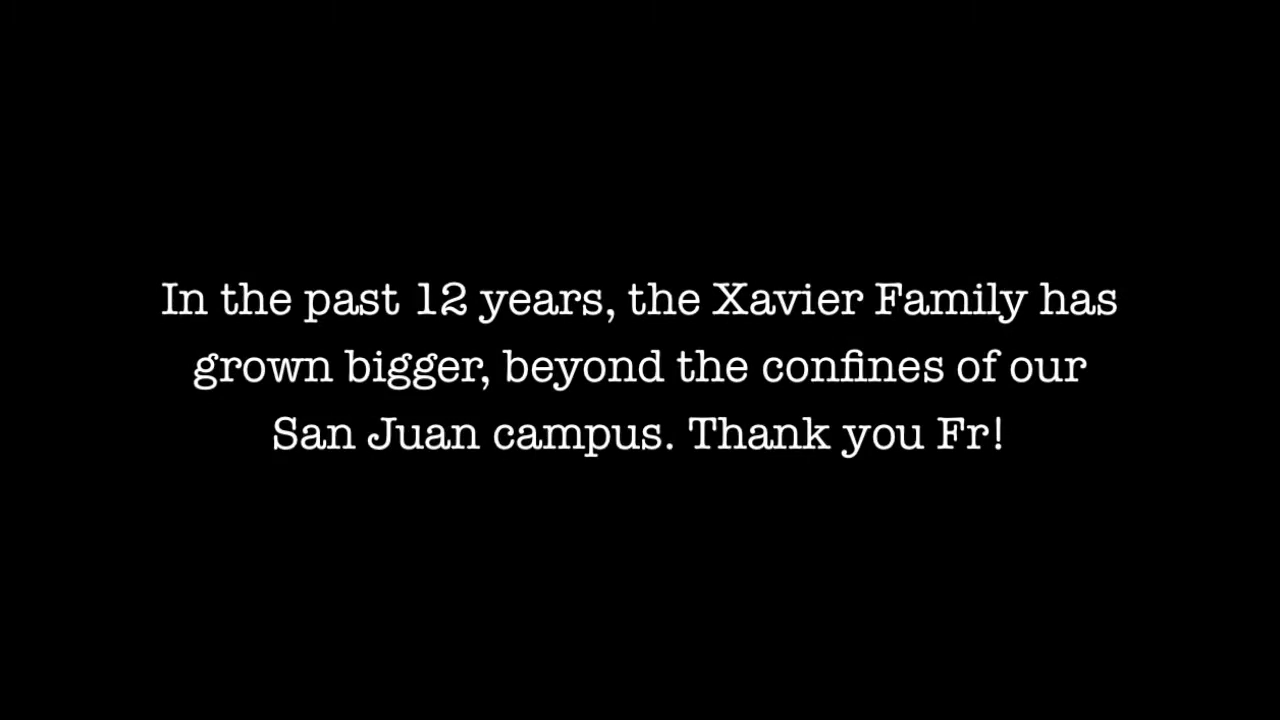 In the past 12 years, the Xavier Family has
grown bigger, beyond the confines of our
San Juan campus. Thank you Fr!